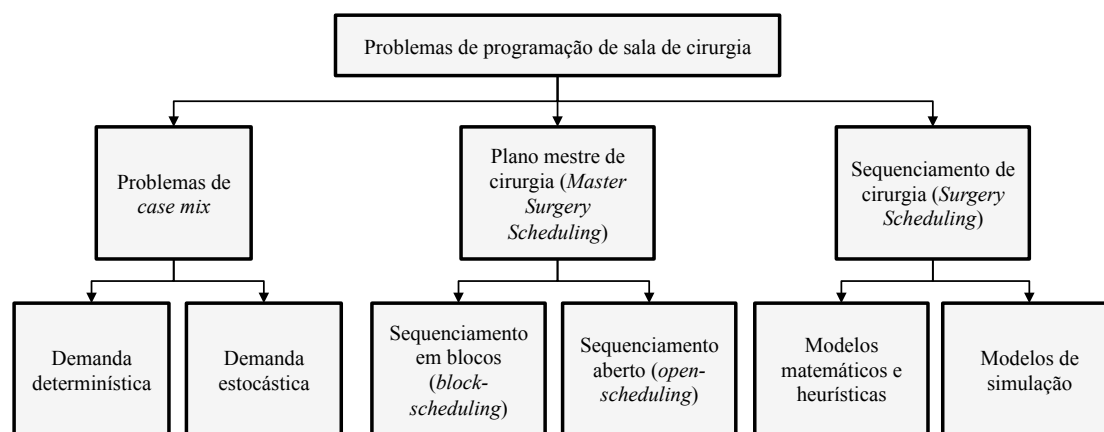 Problemas de programação de sala de cirurgia
Problemas de
case mix
Plano mestre de
cirurgia (Master
Surgery
Scheduling)
Sequenciamento de
cirurgia (Surgery
Scheduling)
Demanda
determinística
Demanda
estocástica
Sequenciamento
em blocos
(block-
scheduling)
Sequenciamento
aberto (open-
scheduling)
Modelos
matemáticos e
heurísticas
Modelos de
simulação